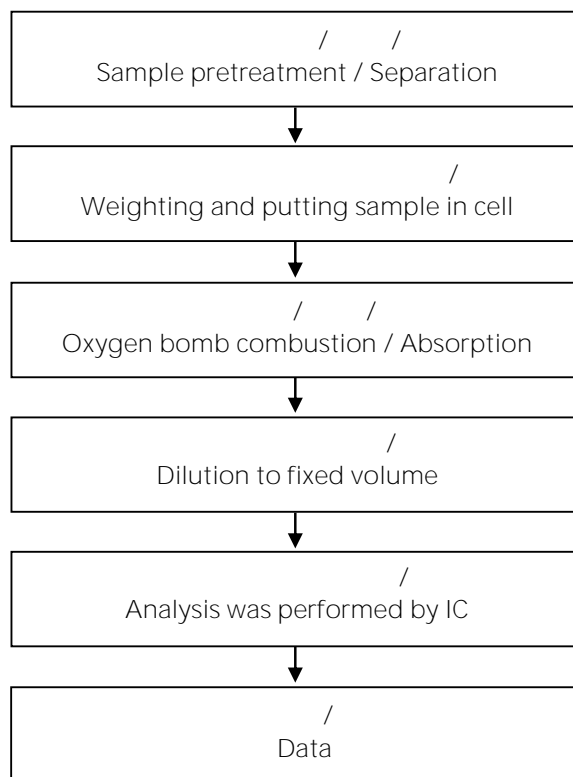 / /
Sample pretreatment / Separation
/
Weighting and putting sample in cell
/ /
Oxygen bomb combustion / Absorption
/
Dilution to fixed volume
/
Analysis was performed by IC
/
Data